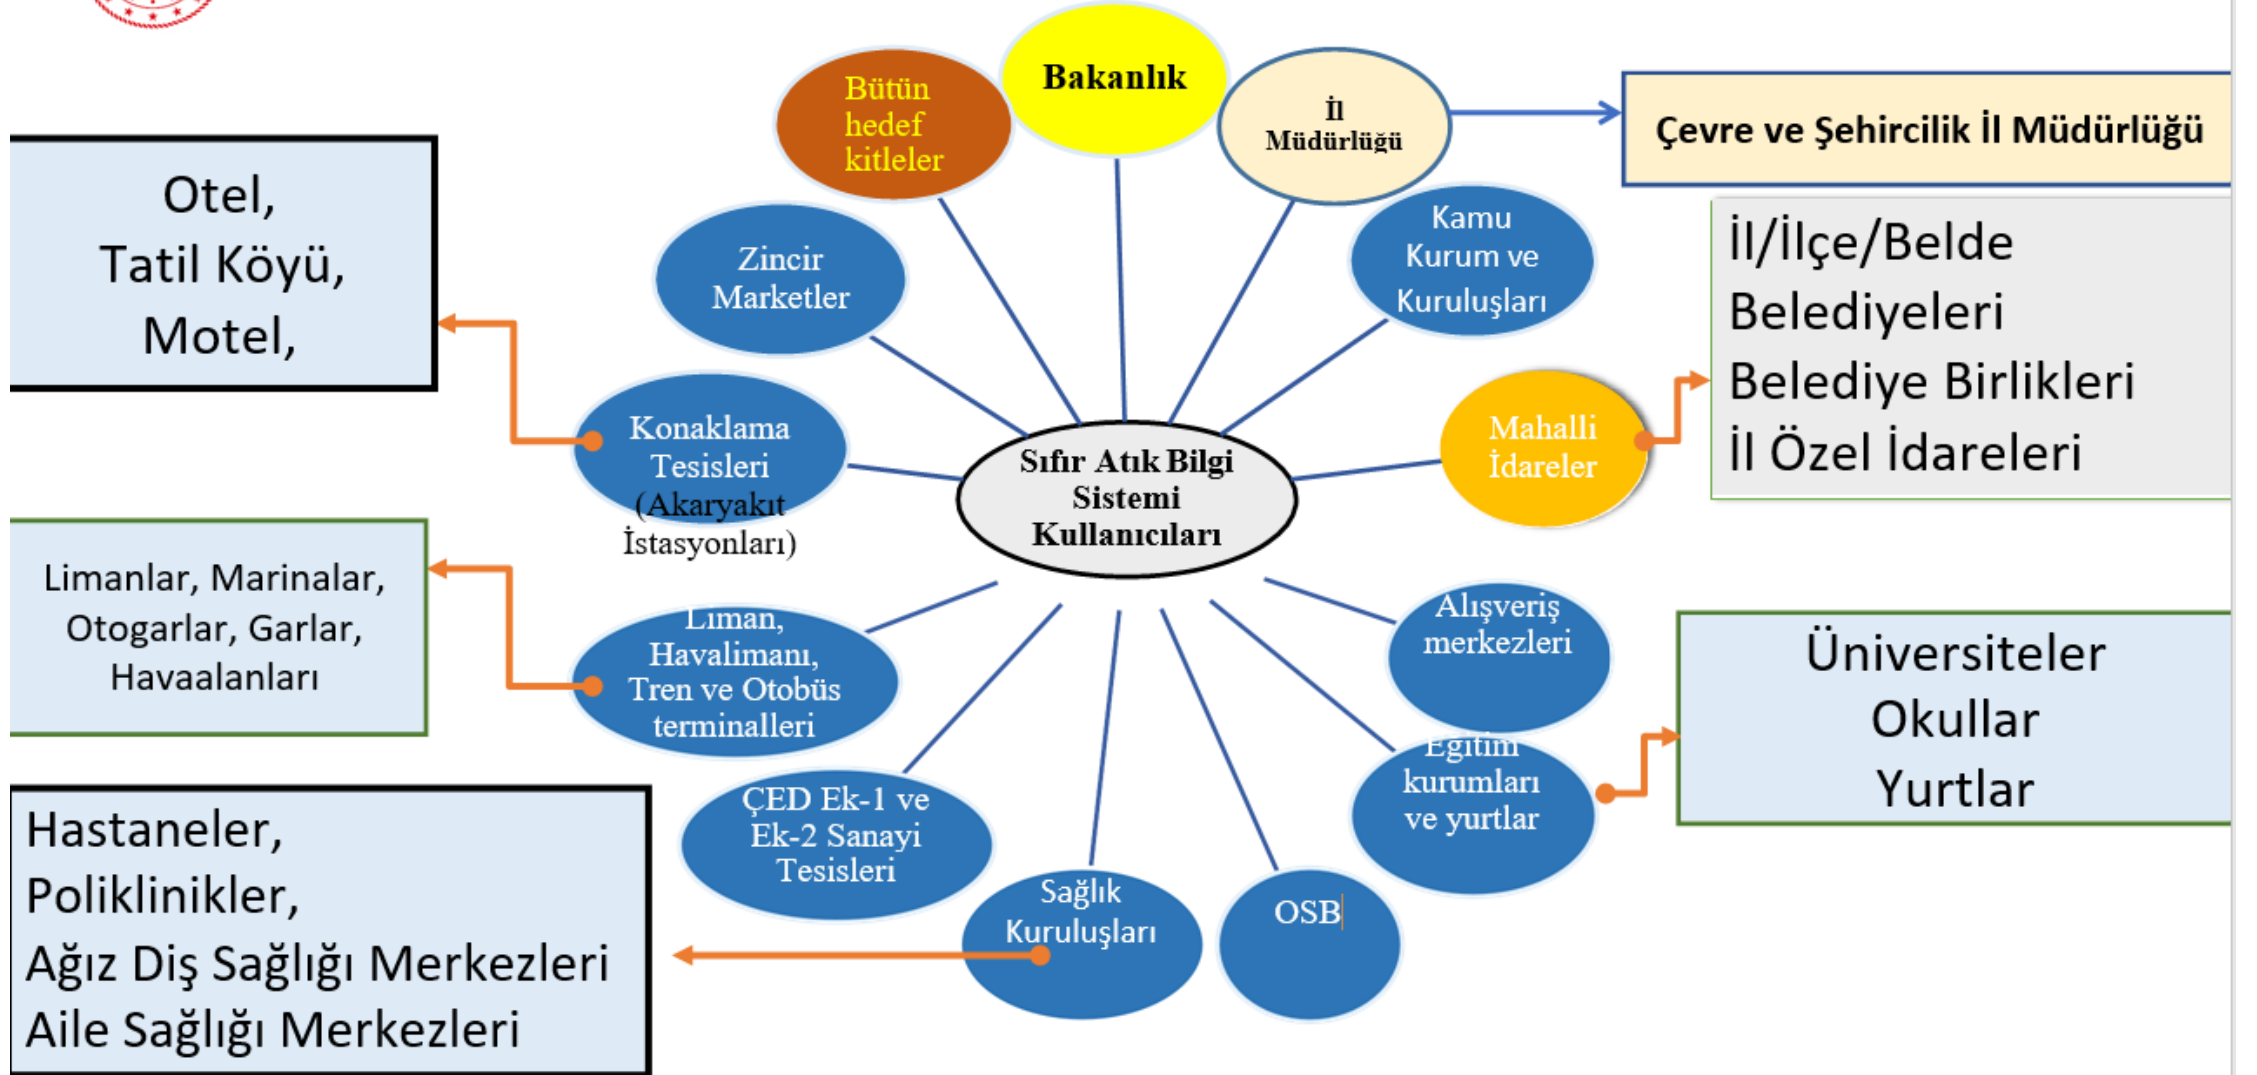 Bakanlık
Bütün
hedef
kitleler
İl
Müdürlüğü
Çevre ve Şehircilik İl Müdürlüğü
Otel,
Tatil Köyü,
Motel,
Zincir
Marketler
Kamu
Kurum ve
Kuruluşları
İl/İlçe/Belde
Belediyeleri
Belediye Birlikleri
İl Özel İdareleri
Konaklama
Tesisleri
(Akaryakıt
İstasyonları)
Mahalli
İdareler
Sıfır Atık Bilgi
Sistemi
Kullanıcıları
Limanlar, Marinalar,
Otogarlar, Garlar,
Havaalanları
Liman,
Havalimanı,
Tren ve Otobüs
terminalleri
Alışveriş
merkezleri
Üniversiteler
Okullar
Yurtlar
Eğitim
kurumları
ve yurtlar
ÇED Ek-1 ve
Ek-2 Sanayi
Tesisleri
Hastaneler,
Poliklinikler,
Ağız Diş Sağlığı Merkezleri
Aile Sağlığı Merkezleri
Sağlık
Kuruluşları
OSB